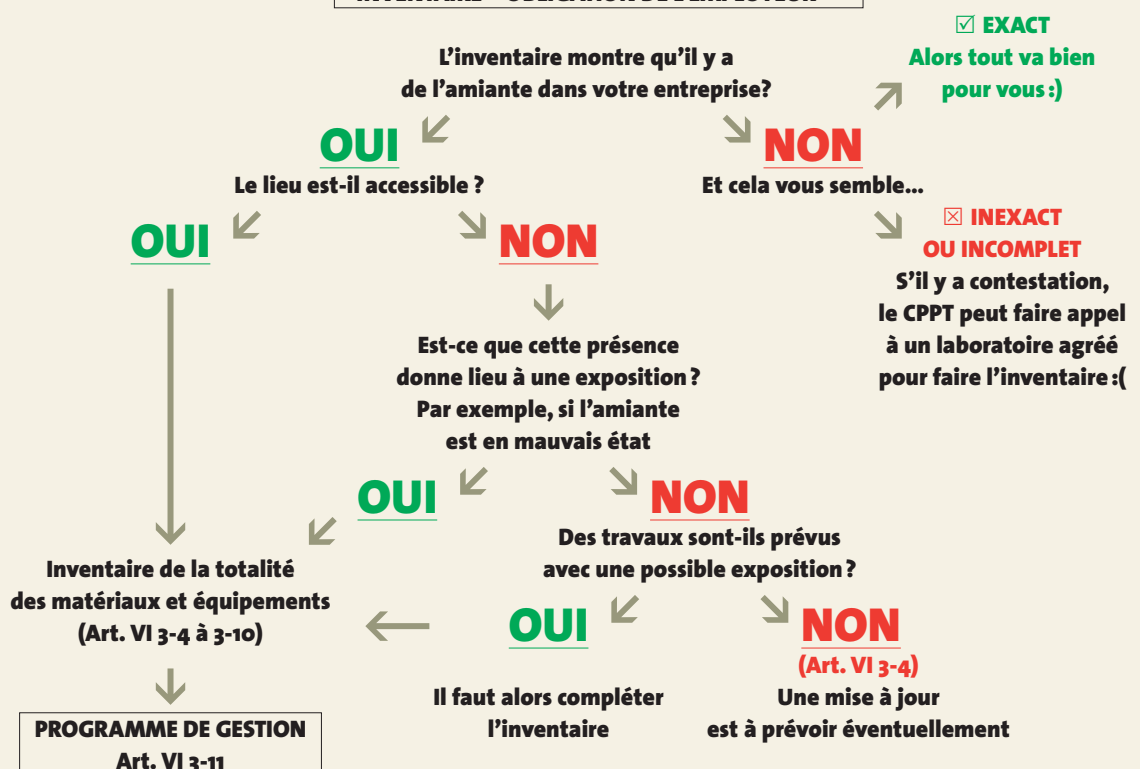 INVENTAIRE – OBLIGATION DE L'EMPLOYEUR
☑ EXACT
Alors tout va bien
pour vous :)
L'inventaire montre qu'il y a
de l'amiante dans votre entreprise?
OUI
NON
Le lieu est-il accessible ?
Et cela vous semble...
☒ INEXACT
OU INCOMPLET
S'il y a contestation,
le CPPT peut faire appel
à un laboratoire agréé
pour faire l'inventaire :(
OUI
NON
Est-ce que cette présence
donne lieu à une exposition ?
Par exemple, si l'amiante
est en mauvais état
OUI
NON
Des travaux sont-ils prévus
avec une possible exposition ?
Inventaire de la totalité
des matériaux et équipements
(Art. VI 3-4 à 3-10)
OUI
NON
(Art. VI 3-4)
Il faut alors compléter
l'inventaire
Une mise à jour
est à prévoir éventuellement
PROGRAMME DE GESTION
Art. VI 3-11